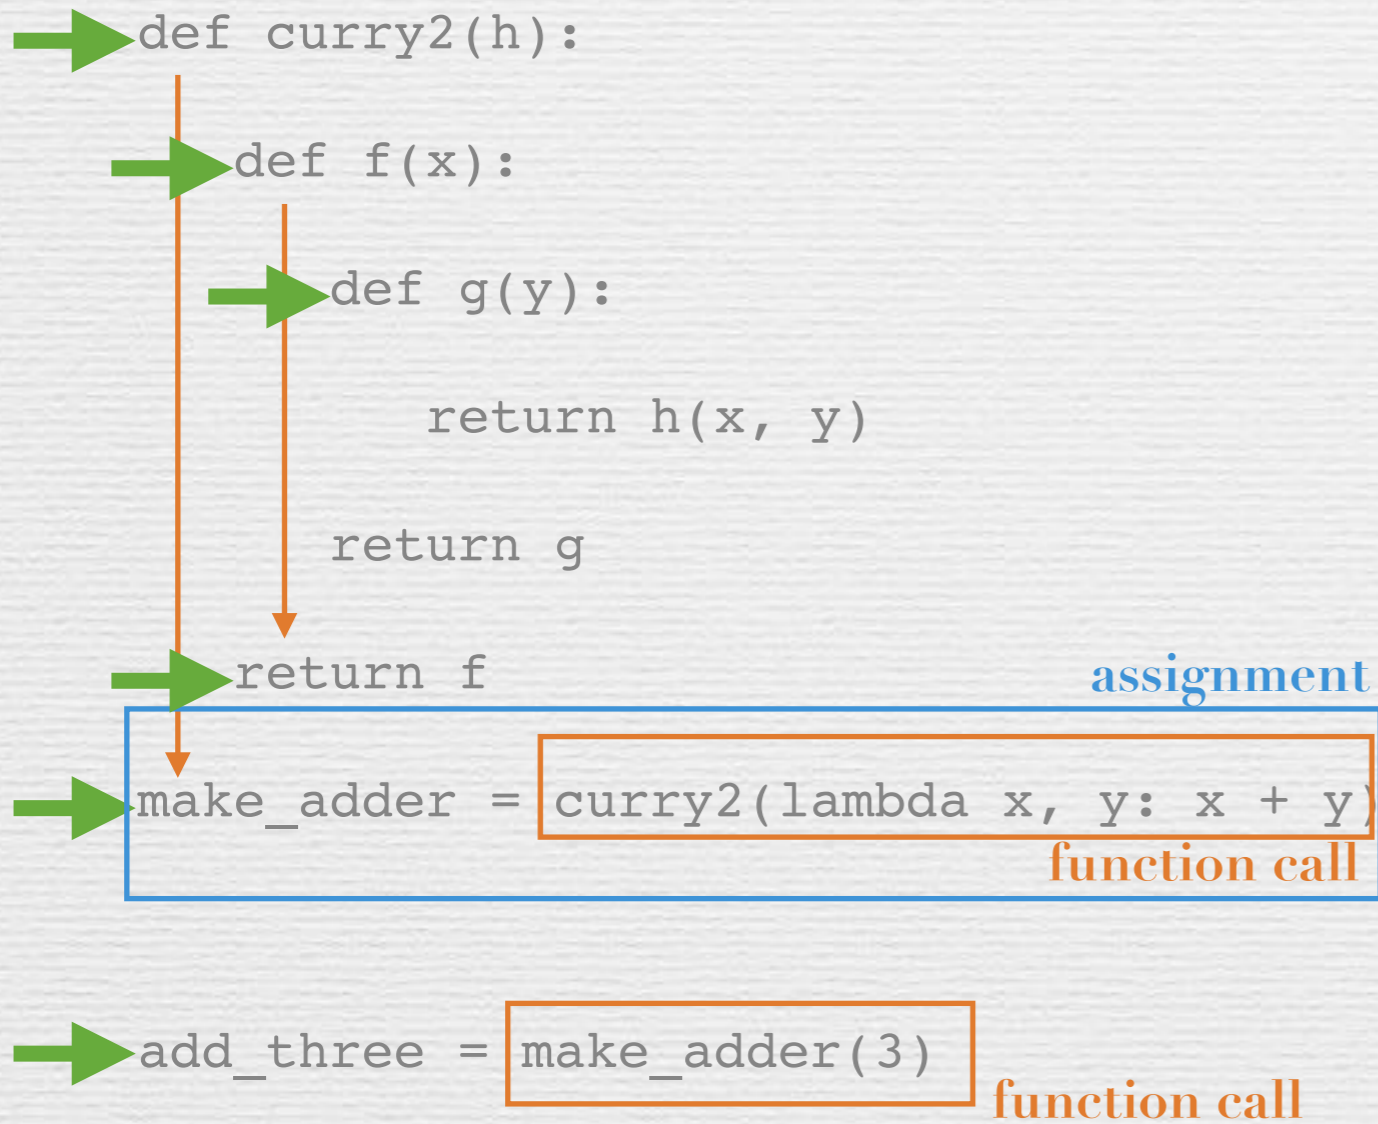 def curry2(h):
def f(x):
def g(y):
return h(x, y)
return g
return f
assignment
make_adder = curry2(lambda x, y: x + y)
function call
add_three = make_adder(3)
function call